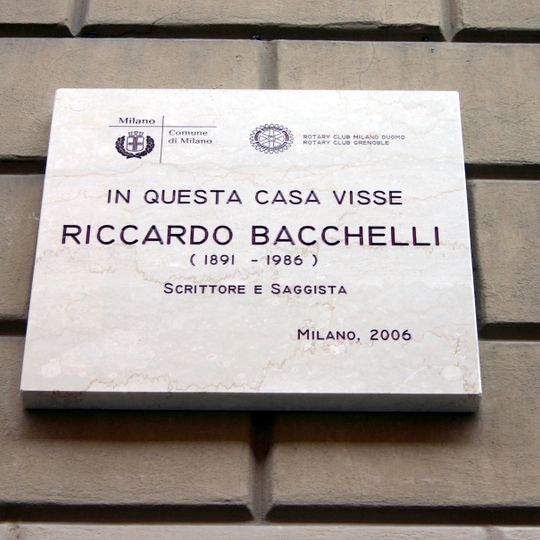 Milano
Comune
di Milano
ROTARY CLUB MILANO DUOMO
ROTARY CLUB GRENOBLE
IN QUESTA CASA VISSE
RICCARDO BACCHELLI
( 1891 - 1986 )
SCRITTORE E SAGGISTA
MILANO, 2006